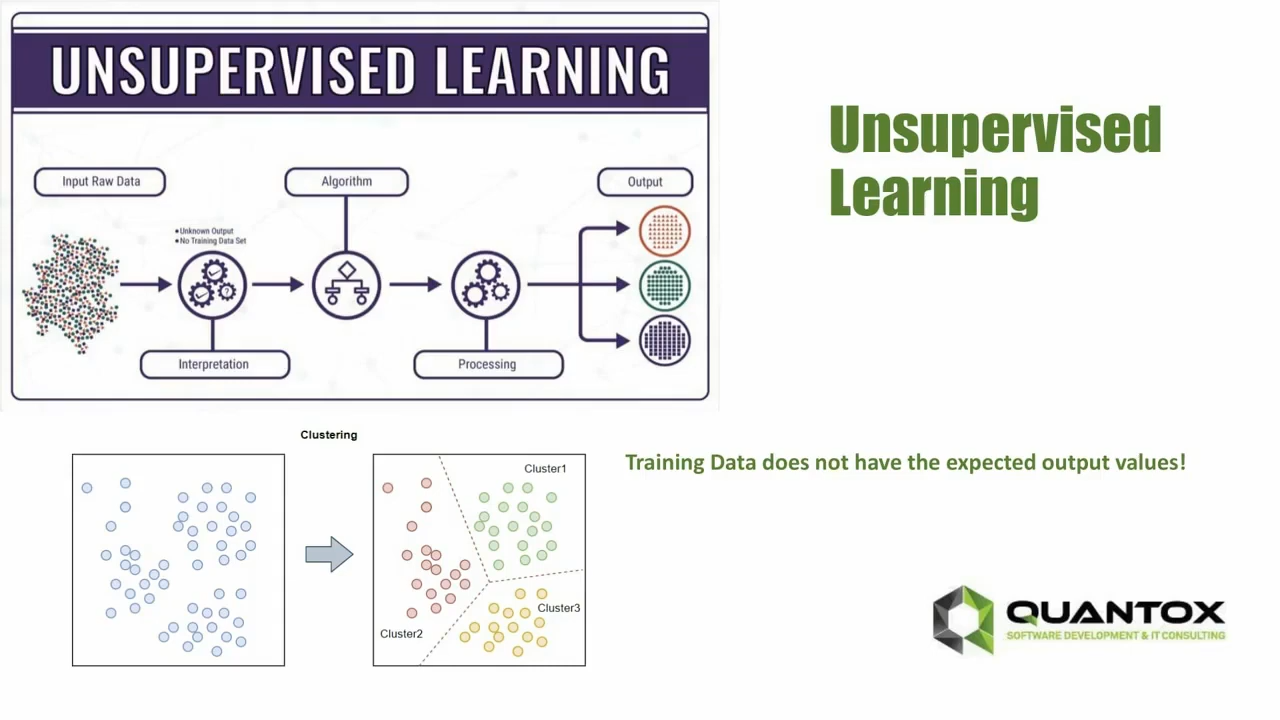 UNSUPERVISED LEARNING
Input Raw Data
Algorithm
Output
• Unknown Output
• No Training Data Set
Interpretation
Processing
Unsupervised
Learning
Clustering
Cluster1
Cluster2
Cluster3
Training Data does not have the expected output values!
QUANTOX
SOFTWARE DEVELOPMENT & IT CONSULTING